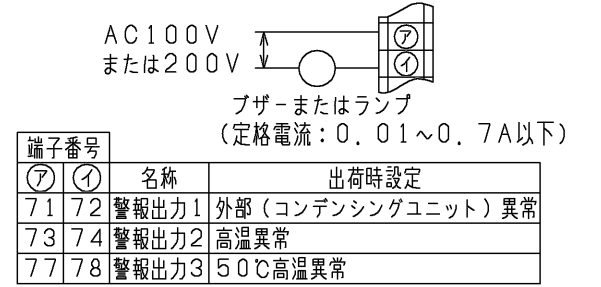 AC100V
または200V
㋐
㋑
ブザーまたはランプ
(定格電流：0．01～0．7A以下)
端子番号
㋐ ㋑ 名称 出荷時設定
71 72 警報出力1 外部（コンデンシングユニット）異常
73 74 警報出力2 高温異常
77 78 警報出力3 50℃高温異常